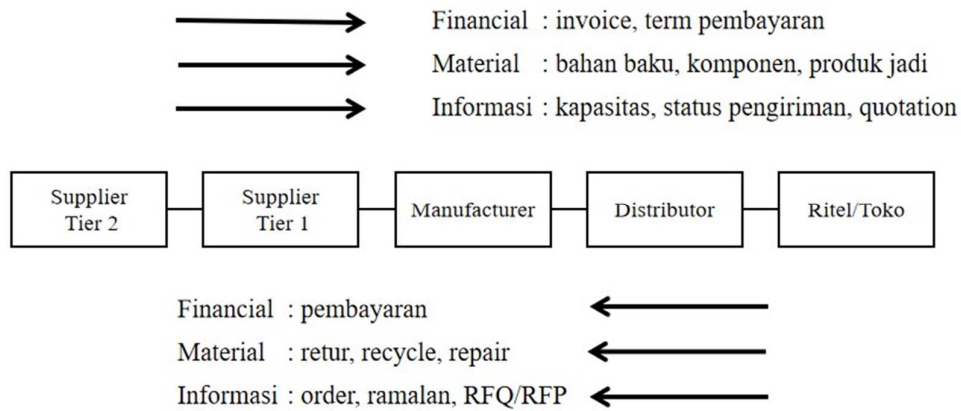 Financial : invoice, term pembayaran
Material : bahan baku, komponen, produk jadi
Informasi : kapasitas, status pengiriman, quotation
Supplier
Tier 2
Supplier
Tier 1
Manufacturer
Distributor
Ritel/Toko
Financial : pembayaran
Material : retur, recycle, repair
Informasi : order, ramalan, RFQ/RFP